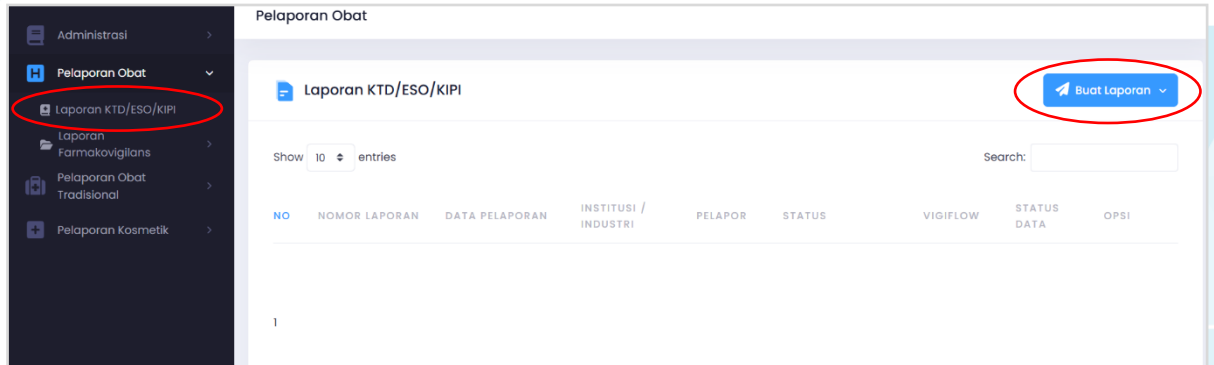 Administrasi
Pelaporan Obat
Laporan KTD/ESO/KIPI
Laporan
Farmakovigilans
Pelaporan Obat
Tradisional
Pelaporan Kosmetik
Pelaporan Obat
Laporan KTD/ESO/KIPI
Buat Laporan
Show 10 entries
Search:
NO NOMOR LAPORAN DATA PELAPORAN INSTITUSI / INDUSTRI PELAPOR STATUS VIGIFLOW STATUS DATA OPSI
1